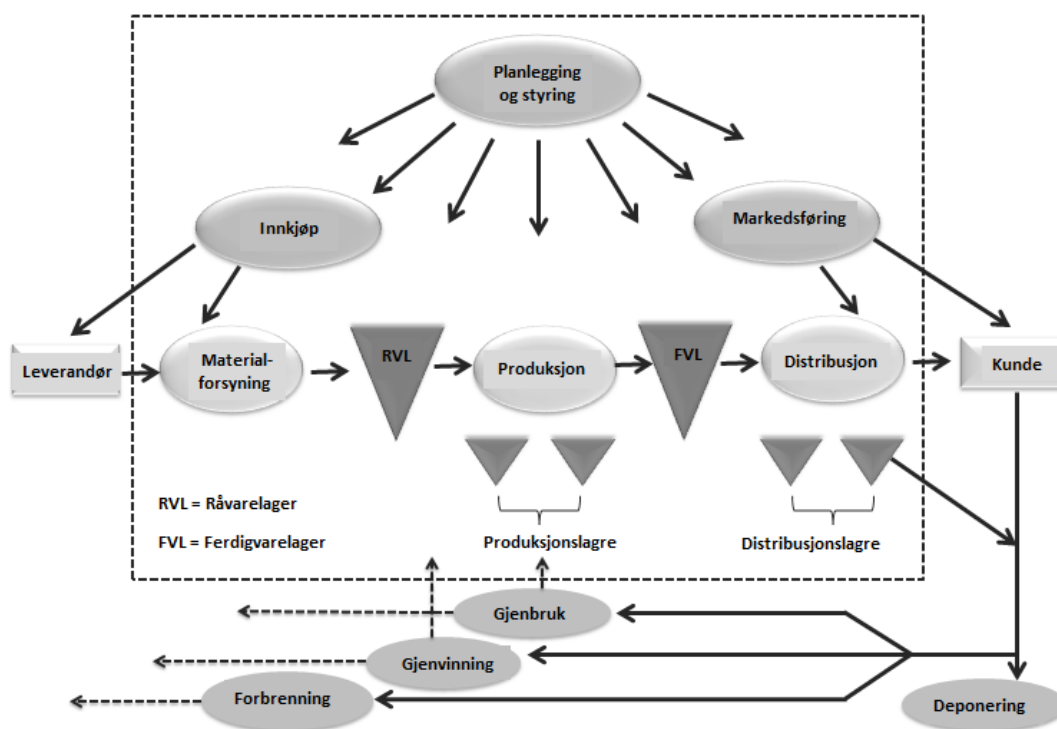 Planlegging
og styring
Innkjøp
Markedsføring
Leverandør
Material-
forsyning
RVL
Produksjon
FVL
Distribusjon
Kunde
RVL = Råvarelager
FVL = Ferdigvarelager
Produksjonslagre
Distribusjonslagre
Gjenbruk
Gjenvinning
Forbrenning
Deponering